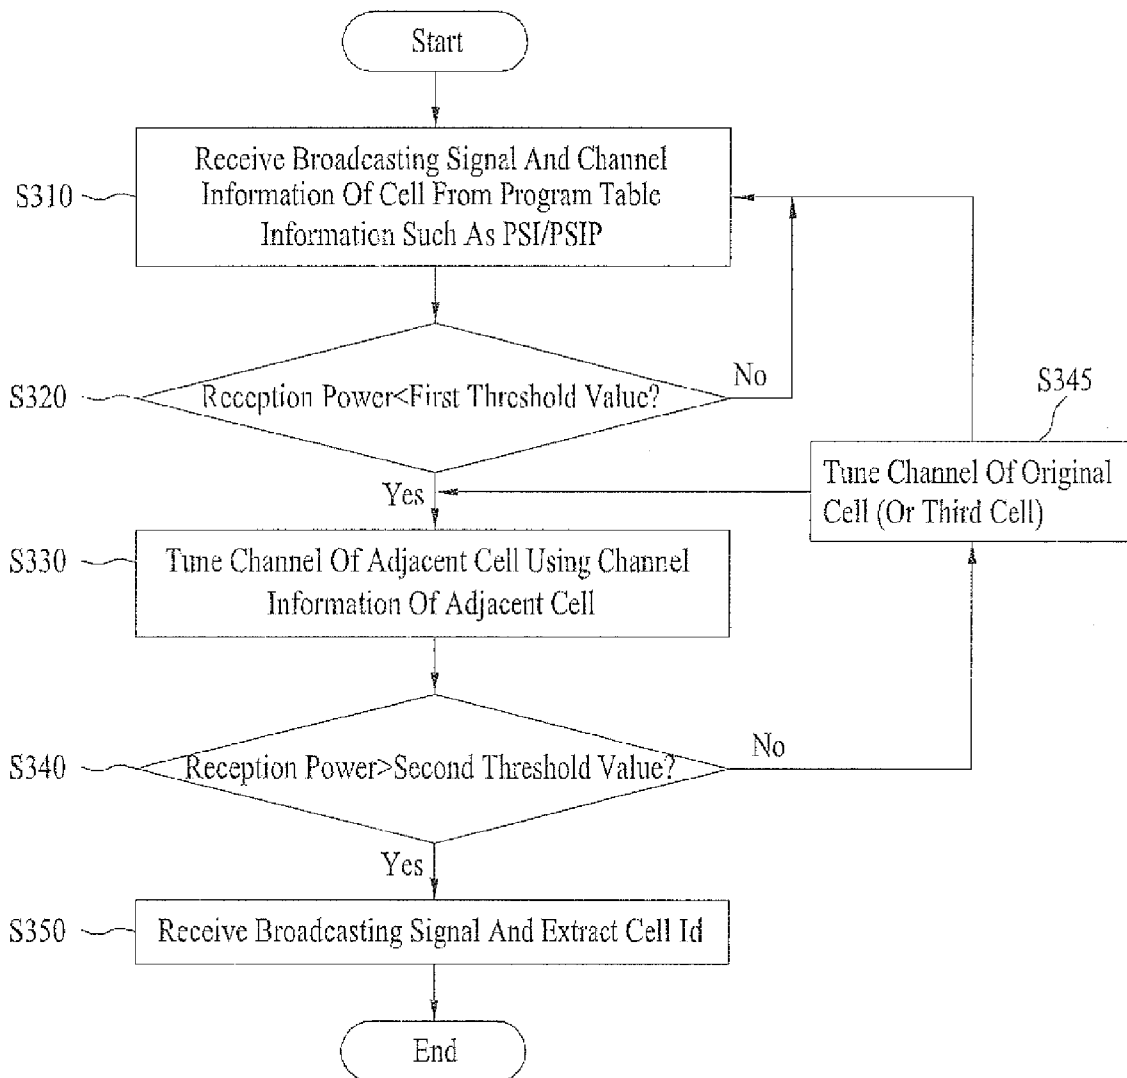 Start
S310
Receive Broadcasting Signal And Channel
Information Of Cell From Program Table
Information Such As PSI/PSIP
S320
Reception Power<First Threshold Value?
No
S345
Tune Channel Of Original
Cell (Or Third Cell)
Yes
S330
Tune Channel Of Adjacent Cell Using Channel
Information Of Adjacent Cell
S340
Reception Power>Second Threshold Value?
No
Yes
S350
Receive Broadcasting Signal And Extract Cell Id
End